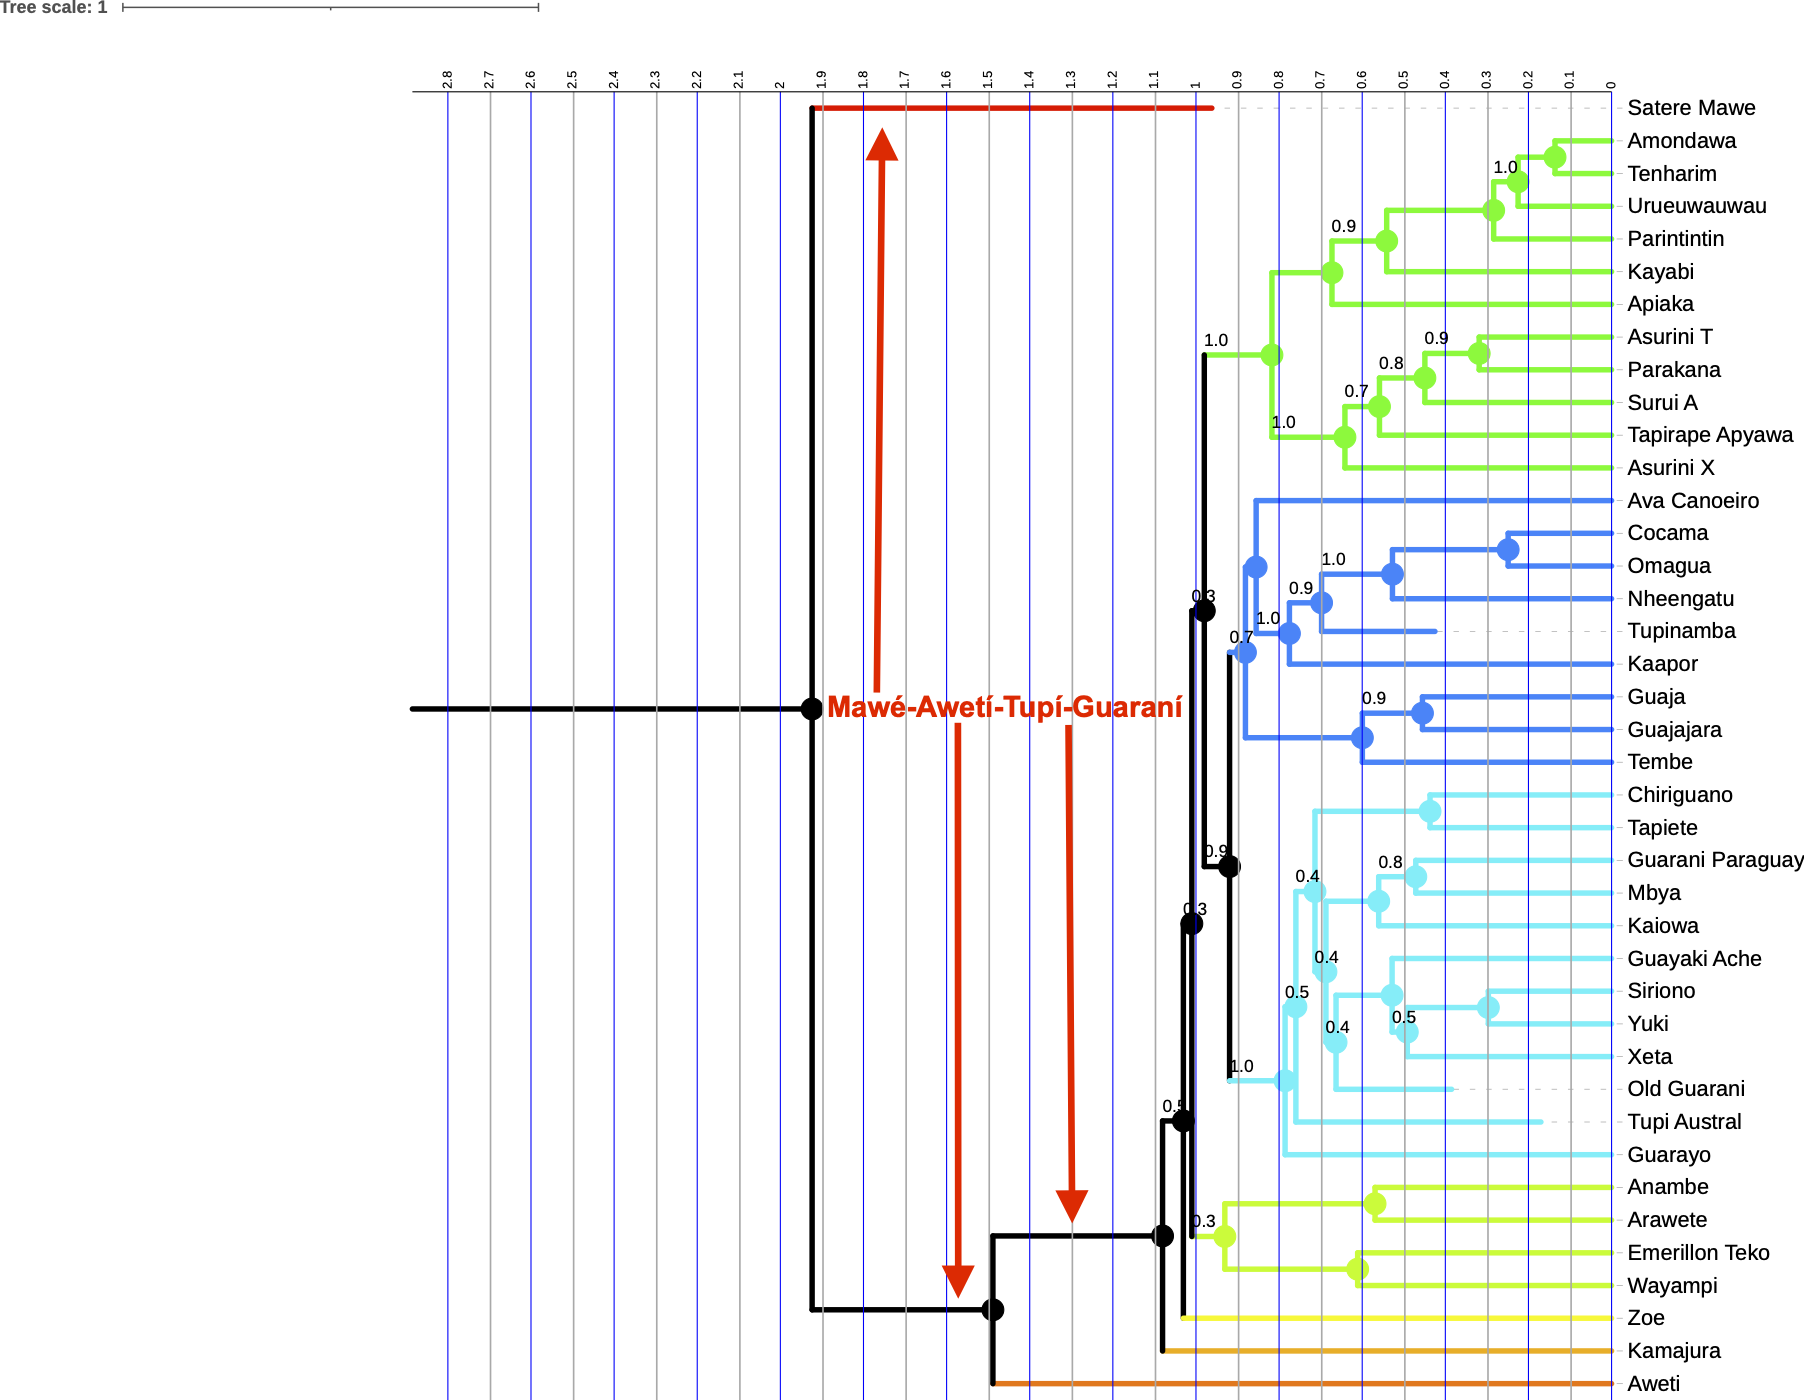 Tree scale: 1
2.8 2.7 2.6 2.5 2.4 2.3 2.2 2.1 2 1.9 1.8 1.7 1.6 1.5 1.4 1.3 1.2 1.1 1 0.9 0.8 0.7 0.6 0.5 0.4 0.3 0.2 0.1 0
Satere Mawe
Amondawa
1.0
Tenharim
Urueuwauwau
0.9
Parintintin
Kayabi
Apiaka
1.0
0.9
Asurini T
0.8
Parakana
0.7
Surui A
1.0
Tapirape Apyawa
Asurini X
Ava Canoeiro
Cocama
1.0
Omagua
0.9
0.3
Nheengatu
1.0
Tupinamba
0.7
Kaapor
0.9
Guaja
Mawé-Awetí-Tupí-Guaraní
Guajajara
Tembe
Chiriguano
Tapiete
0.9
0.8
Guarani Paraguay
0.4
Mbya
0.3
Kaiowa
0.4
Guayaki Ache
0.5
Siriono
0.4
0.5
Yuki
Xeta
1.0
Old Guarani
0.5
Tupi Austral
Guarayo
Anambe
0.3
Arawete
Emerillon Teko
Wayampi
Zoe
Kamajura
Aweti